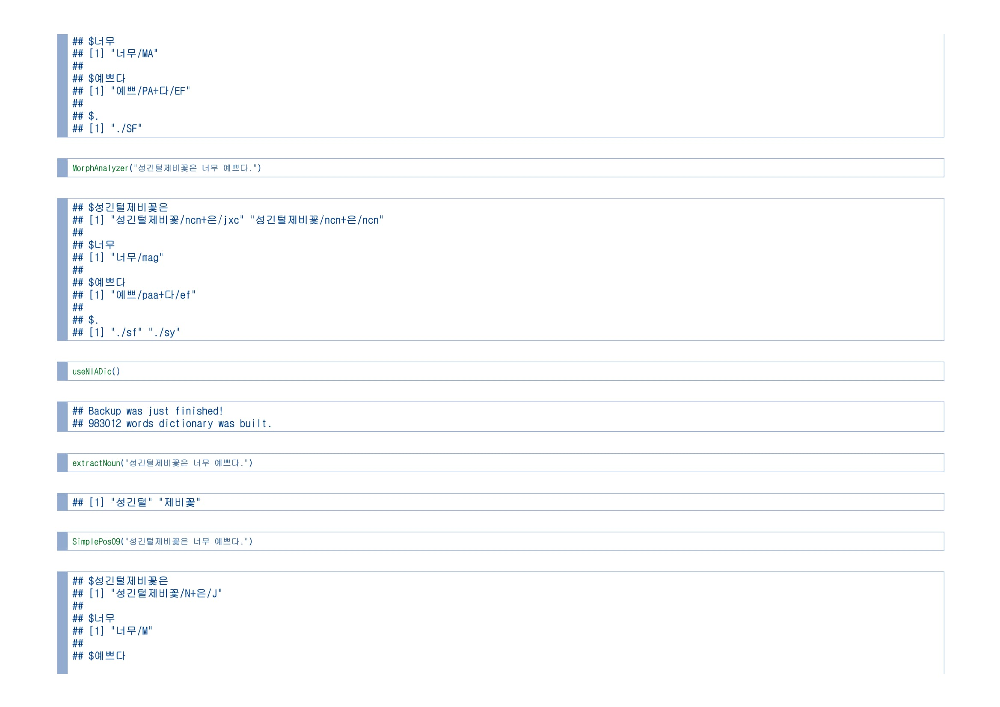 ## $너무
## [1] "너무/MA"
##
## $예쁘다
## [1] "예쁘/PA+다/EF"
##
## $.
## [1] "./SF"
MorphAnalyzer("성긴털제비꽃은 너무 예쁘다.")
## $성긴털제비꽃은
## [1] "성긴털제비꽃/ncn+은/jxc" "성긴털제비꽃/ncn+은/ncn"
##
## $너무
## [1] "너무/mag"
##
## $예쁘다
## [1] "예쁘/paa+다/ef"
##
## $.
## [1] "./sf" "./sy"
useNIADic()
## Backup was just finished!
## 983012 words dictionary was built.
extractNoun("성긴털제비꽃은 너무 예쁘다.")
## [1] "성긴털" "제비꽃"
SimplePos09("성긴털제비꽃은 너무 예쁘다.")
## $성긴털제비꽃은
## [1] "성긴털제비꽃/N+은/J"
##
## $너무
## [1] "너무/M"
##
## $예쁘다